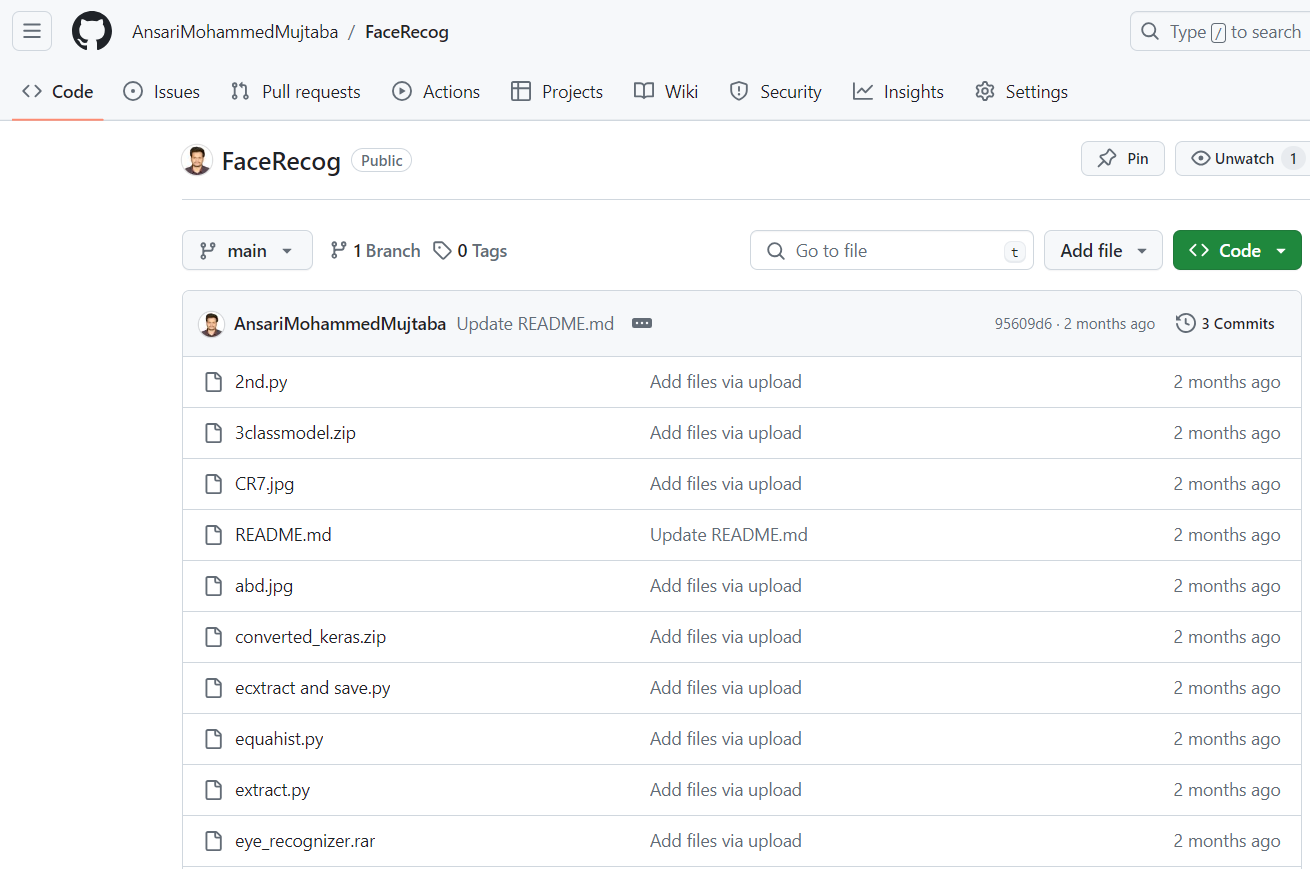 AnsariMohammedMujtaba / FaceRecog
Type / to search
Code Issues Pull requests Actions Projects Wiki Security Insights Settings
FaceRecog Public
Pin Unwatch 1
main 1 Branch 0 Tags
Go to file t Add file Code
AnsariMohammedMujtaba Update README.md 95609d6 · 2 months ago 3 Commits
2nd.py Add files via upload 2 months ago
3classmodel.zip Add files via upload 2 months ago
CR7.jpg Add files via upload 2 months ago
README.md Update README.md 2 months ago
abd.jpg Add files via upload 2 months ago
converted_keras.zip Add files via upload 2 months ago
ecxtract and save.py Add files via upload 2 months ago
equahist.py Add files via upload 2 months ago
extract.py Add files via upload 2 months ago
eye_recognizer.rar Add files via upload 2 months ago